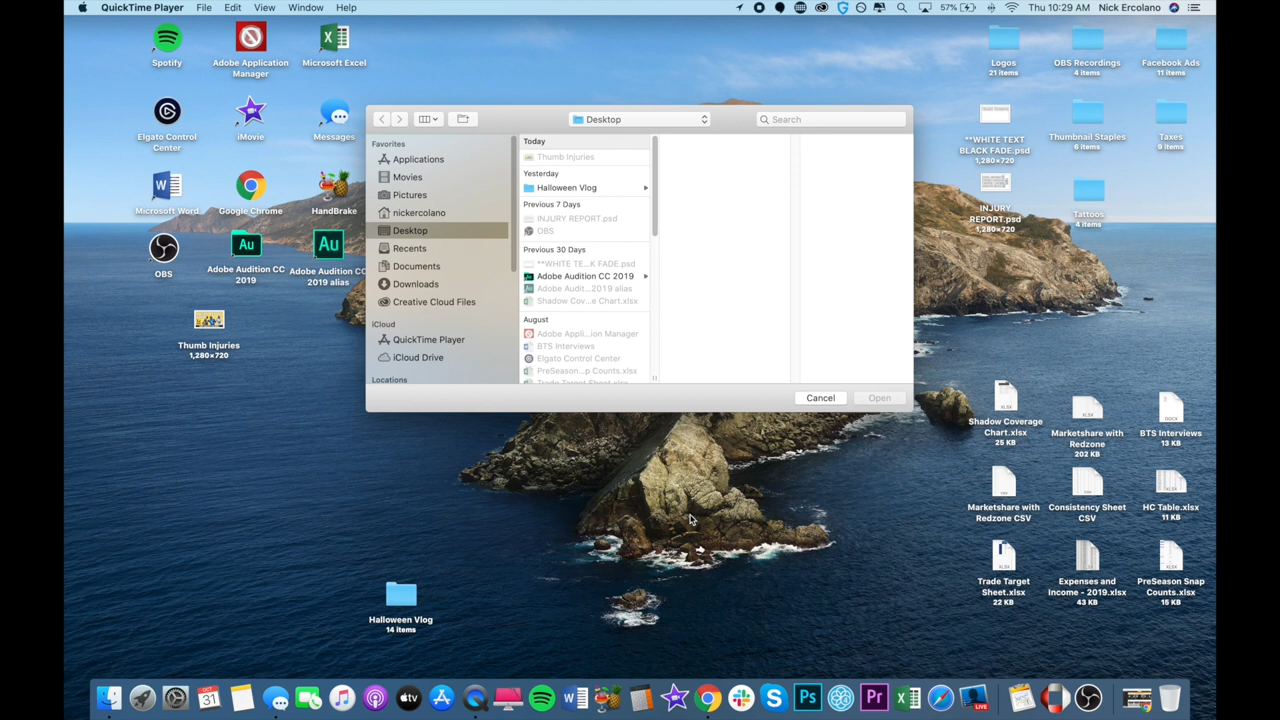 QuickTime Player File Edit View Window Help 57% Thu 10:29 AM Nick Ercolano
Spotify
Adobe Application
Manager
Microsoft Excel
Elgato Control
Center
iMovie
Messages
Microsoft Word
Google Chrome
HandBrake
OBS
Adobe Audition CC
2019
Adobe Audition CC
2019 alias
Thumb Injuries
1,280×720
Desktop
Search
Favorites
Applications
Movies
Pictures
nickercolano
Desktop
Recents
Documents
Downloads
Creative Cloud Files
iCloud
QuickTime Player
iCloud Drive
Locations
Today
Thumb Injuries
Yesterday
Halloween Vlog
Previous 7 Days
INJURY REPORT.psd
OBS
Previous 30 Days
**WHITE TE...K FADE.psd
Adobe Audition CC 2019
Adobe Audit...2019 alias
Shadow Cov...e Chart.xlsx
August
Adobe Appli...ion Manager
BTS Interviews
Elgato Control Center
PreSeason...p Counts.xlsx
Trade Target Sheet.xlsx
Cancel
Open
Logos
21 items
OBS Recordings
4 items
Facebook Ads
11 items
**WHITE TEXT
BLACK FADE.psd
1,280×720
Thumbnail Staples
6 items
Taxes
9 items
INJURY
REPORT.psd
1,280×720
Tattoos
4 items
Shadow Coverage
Chart.xlsx
25 KB
Marketshare with
Redzone
202 KB
BTS Interviews
13 KB
Marketshare with
Redzone CSV
Consistency Sheet
CSV
HC Table.xlsx
11 KB
Trade Target
Sheet.xlsx
22 KB
Expenses and
Income - 2019.xlsx
43 KB
PreSeason Snap
Counts.xlsx
15 KB
Halloween Vlog
14 items
OCT
31
tv
Ps
Pr
LIVE